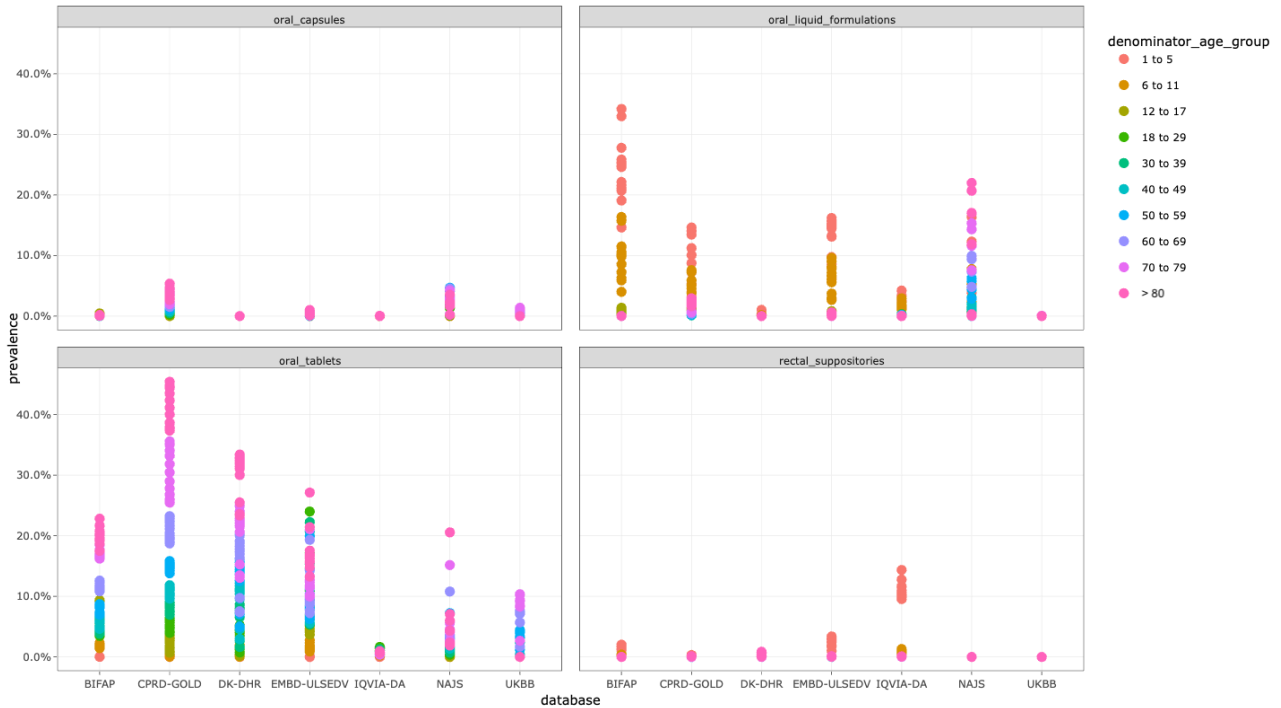 oral_capsules
oral_liquid_formulations
40.0%
30.0%
20.0%
10.0%
0.0%
oral_tablets
rectal_suppositories
40.0%
30.0%
20.0%
10.0%
0.0%
prevalence
BIFAP CPRD-GOLD DK-DHR EMBD-ULSEDV IQVIA-DA NAJS UKBB
BIFAP CPRD-GOLD DK-DHR EMBD-ULSEDV IQVIA-DA NAJS UKBB
database
denominator_age_group
1 to 5
6 to 11
12 to 17
18 to 29
30 to 39
40 to 49
50 to 59
60 to 69
70 to 79
> 80